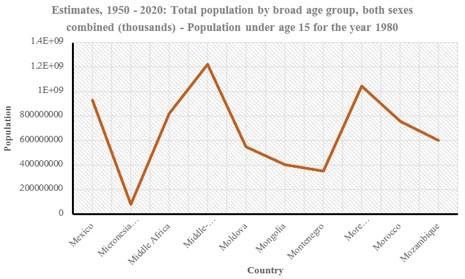 Estimates, 1950 - 2020: Total population by broad age group, both sexes
combined (thousands) - Population under age 15 for the year 1980
1.4E+09
1.2E+09
1E+09
800000000
600000000
400000000
200000000
0
Population
Mexico
Micronesia…
Middle Africa
Middle-…
Moldova
Mongolia
Montenegro
More…
Morocco
Mozambique
Country